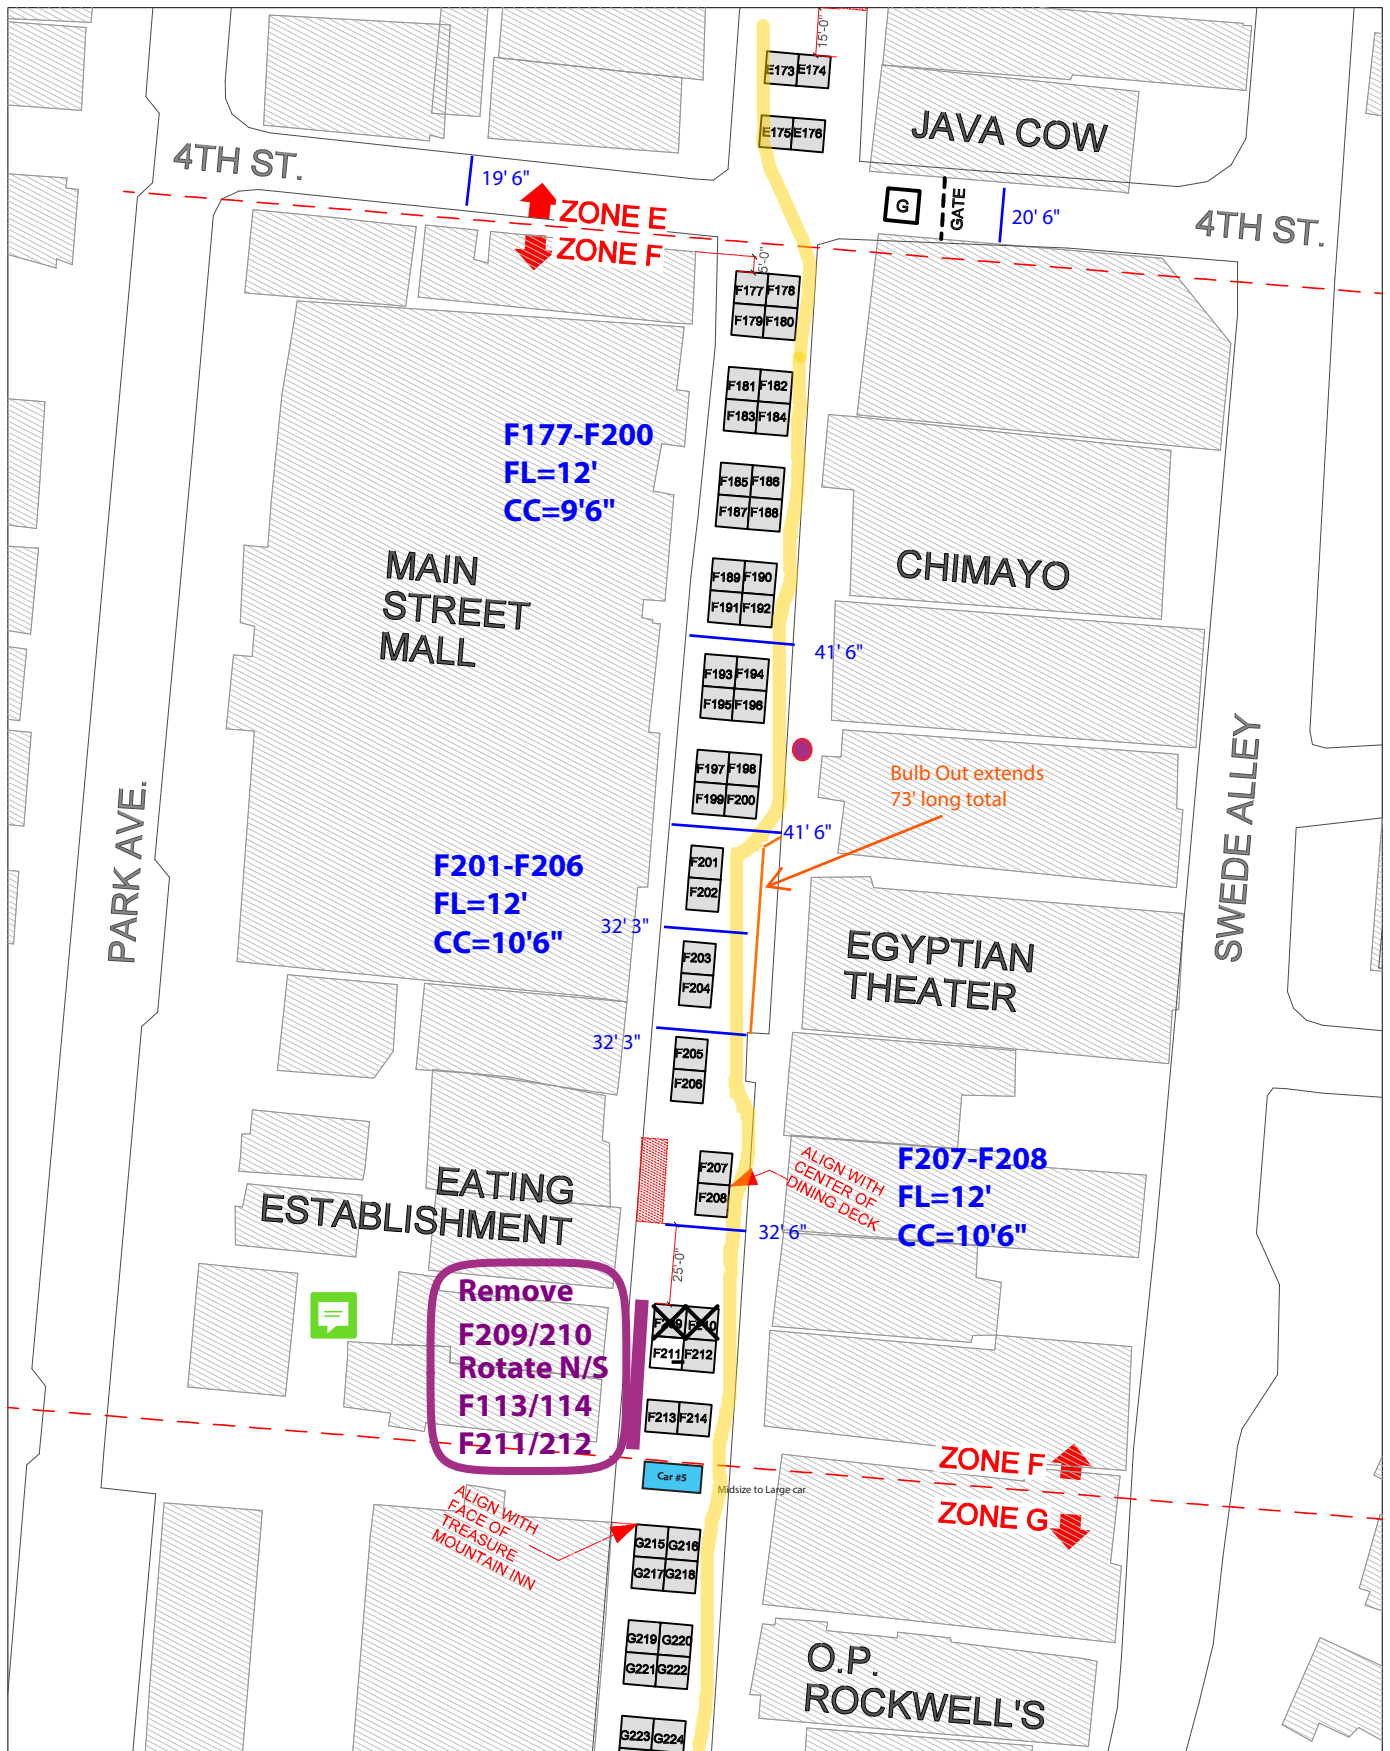 15'-0"
E173 E174
E175 E176
JAVA COW
4TH ST.
19' 6"
ZONE E
ZONE F
G
GATE
20' 6"
4TH ST.
F177 F178
F179 F180
F181 F182
F183 F184
F177-F200
FL=12'
CC=9'6"
F185 F186
F187 F188
MAIN
STREET
MALL
CHIMAYO
F189 F190
F191 F192
41' 6"
F193 F194
F195 F196
F197 F198
F199 F200
41' 6"
Bulb Out extends
73' long total
SWEDE ALLEY
PARK AVE.
F201-F206
FL=12'
CC=10'6"
F201
F202
32' 3"
F203
F204
EGYPTIAN
THEATER
32' 3"
F205
F206
F207
F208
ALIGN WITH
CENTER OF
DINING DECK
F207-F208
FL=12'
CC=10'6"
EATING
ESTABLISHMENT
32' 6"
25'-0"
Remove
F209/210
Rotate N/S
F113/114
F211/212
F211 F212
F213 F214
ZONE F
ZONE G
Car #5
Midsize to Large car
ALIGN WITH
FACE OF
TREASURE
MOUNTAIN INN
G215 G216
G217 G218
G219 G220
G221 G222
O.P.
ROCKWELL'S
G223 G224